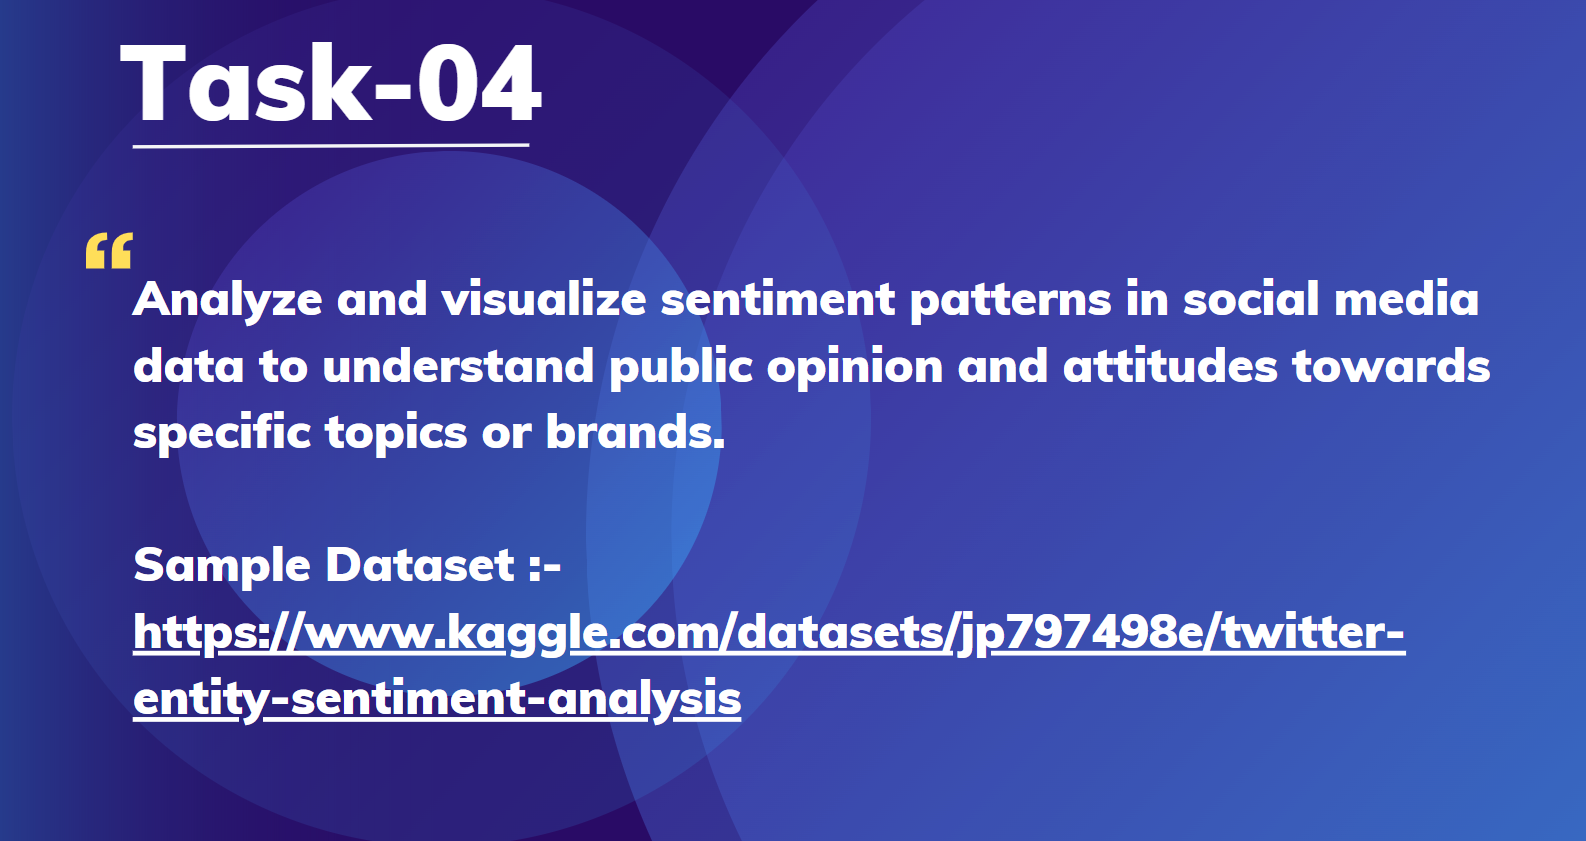 Task-04
“
Analyze and visualize sentiment patterns in social media
data to understand public opinion and attitudes towards
specific topics or brands.
Sample Dataset :-
https://www.kaggle.com/datasets/jp797498e/twitter-
entity-sentiment-analysis